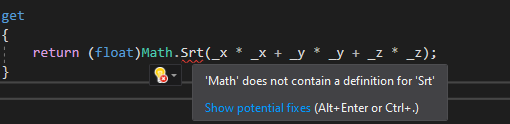 get
{
return (float)Math.Srt(_x * _x + _y * _y + _z * _z);
}
'Math' does not contain a definition for 'Srt'
Show potential fixes (Alt+Enter or Ctrl+.)